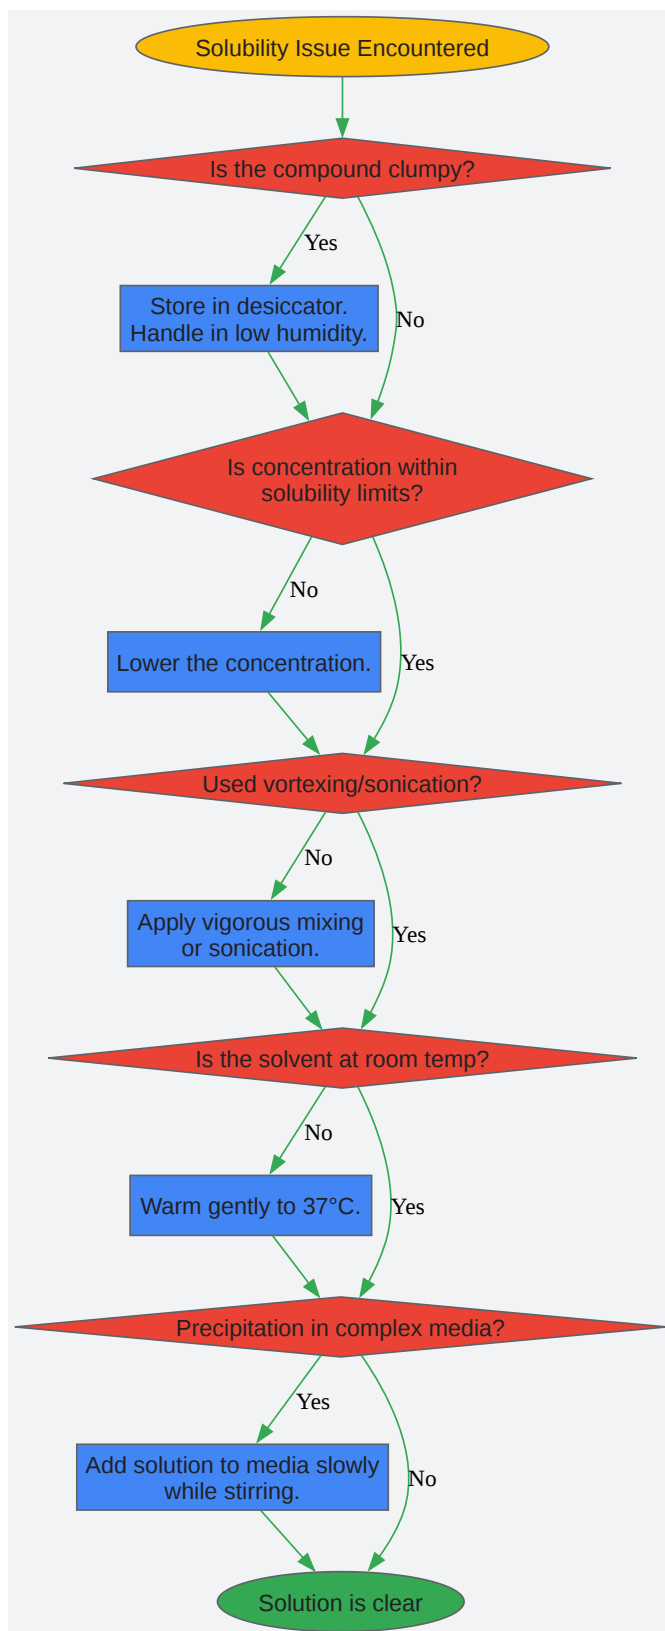 Solubility Issue Encountered
Is the compound clumpy?
Yes
Store in desiccator.
Handle in low humidity.
No
Is concentration within
solubility limits?
No
Lower the concentration.
Yes
Used vortexing/sonication?
No
Apply vigorous mixing
or sonication.
Yes
Is the solvent at room temp?
No
Warm gently to 37°C.
Yes
Precipitation in complex media?
Yes
Add solution to media slowly
while stirring.
No
Solution is clear